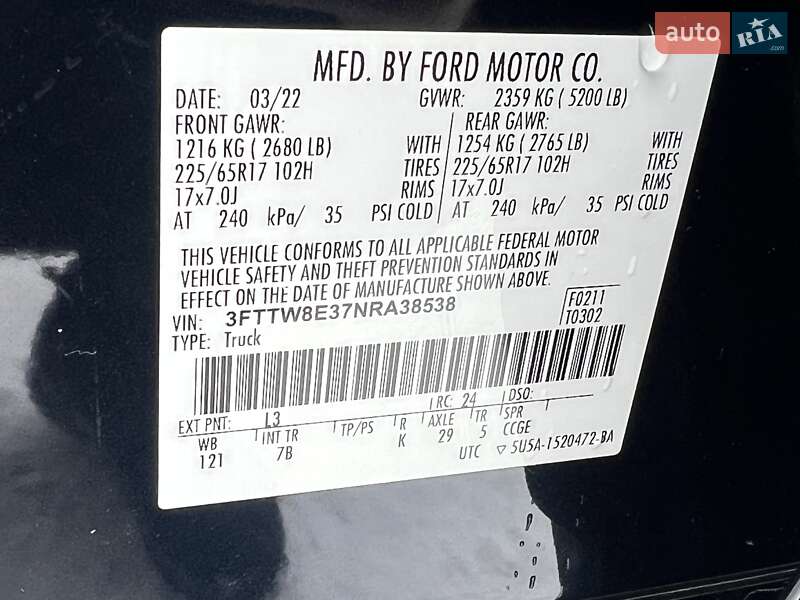 auto RIA
MFD. BY FORD MOTOR CO.
DATE: 03/22 GVWR: 2359 KG ( 5200 LB)
FRONT GAWR: REAR GAWR:
1216 KG ( 2680 LB) WITH 1254 KG ( 2765 LB) WITH
225/65R17 102H TIRES 225/65R17 102H TIRES
17x7.0J RIMS 17x7.0J RIMS
AT 240 kPa/ 35 PSI COLD AT 240 kPa/ 35 PSI COLD
THIS VEHICLE CONFORMS TO ALL APPLICABLE FEDERAL MOTOR
VEHICLE SAFETY AND THEFT PREVENTION STANDARDS IN
EFFECT ON THE DATE OF MANUFACTURE SHOWN ABOVE.
VIN: 3FTTW8E37NRA38538 F0211
TYPE: Truck T0302
EXT PNT: L3 RC: 24 DSO:
WB INT TR TP/PS R AXLE TR SPR
121 7B K 29 5 CCGE
UTC ▽ 5U5A-1520472-BA